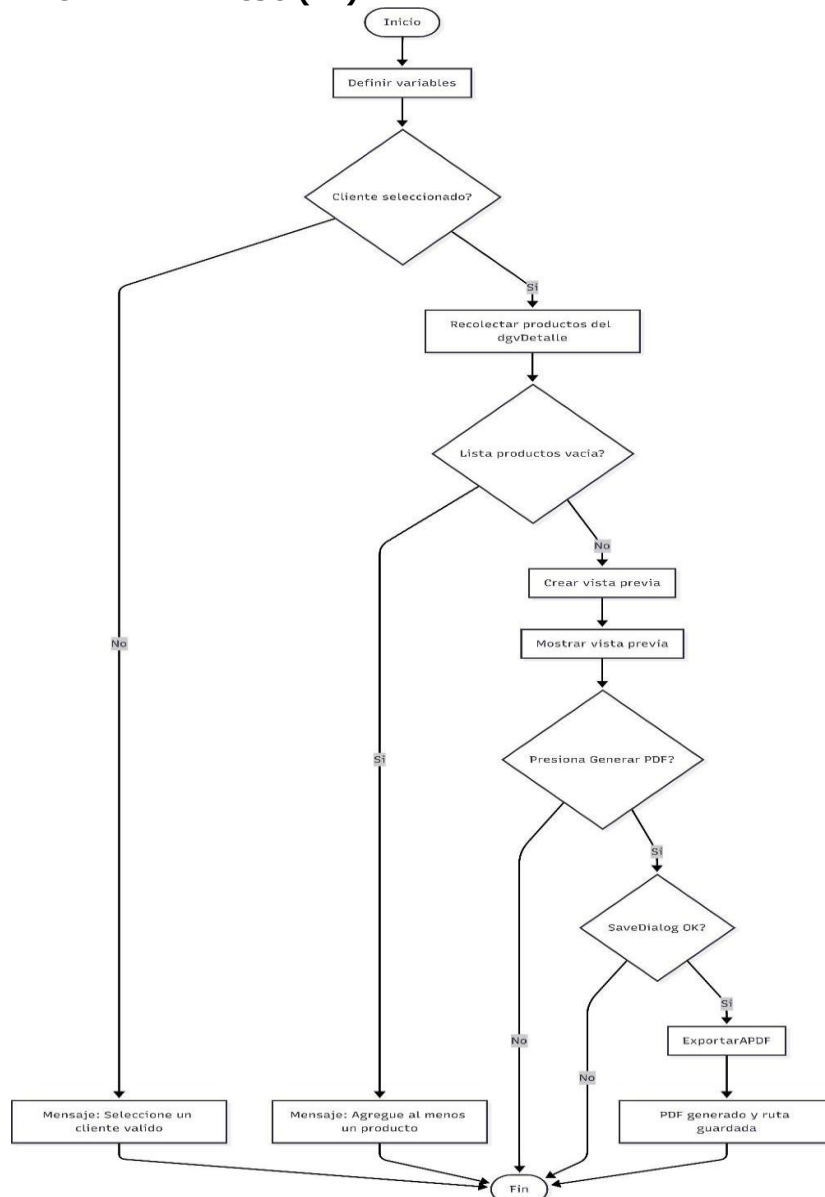 Inicio
Definir variables
Cliente seleccionado?
Si
Recolectar productos del
dgvDetalle
Lista productos vacia?
No
Crear vista previa
Mostrar vista previa
No
Si
Presiona Generar PDF?
Si
SaveDialog OK?
Si
No
No
ExportarAPDF
Mensaje: Seleccione un
cliente valido
Mensaje: Agregue al menos
un producto
PDF generado y ruta
guardada
Fin